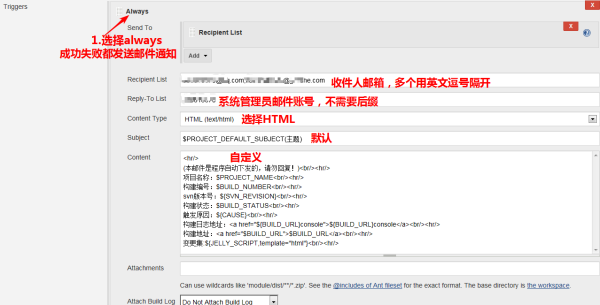 Triggers
Always
X
1.选择always
成功失败都发送邮件通知
Send To
Recipient List
X
Add
Recipient List
.com
收件人邮箱，多个用英文逗号隔开
Reply-To List
系统管理员邮件账号，不需要后缀
Content Type
HTML (text/html)
选择HTML
Subject
$PROJECT_DEFAULT_SUBJECT(主题)
默认
Content
自定义
<hr/>
(本邮件是程序自动下发的，请勿回复！)<br/><hr/>
项目名称：$PROJECT_NAME<br/><hr/>
构建编号：$BUILD_NUMBER<br/><hr/>
svn版本号：${SVN_REVISION}<br/><hr/>
构建状态：$BUILD_STATUS<br/><hr/>
触发原因：${CAUSE}<br/><hr/>
构建日志地址：<a href="${BUILD_URL}console">${BUILD_URL}console</a><br/><hr/>
构建地址：<a href="$BUILD_URL">$BUILD_URL</a><br/><hr/>
变更集:${JELLY_SCRIPT,template="html"}<br/><hr/>
Attachments
Can use wildcards like 'module/dist/**/*.zip'. See the @includes of Ant fileset for the exact format. The base directory is the workspace.
Attach Build Log
Do Not Attach Build Log